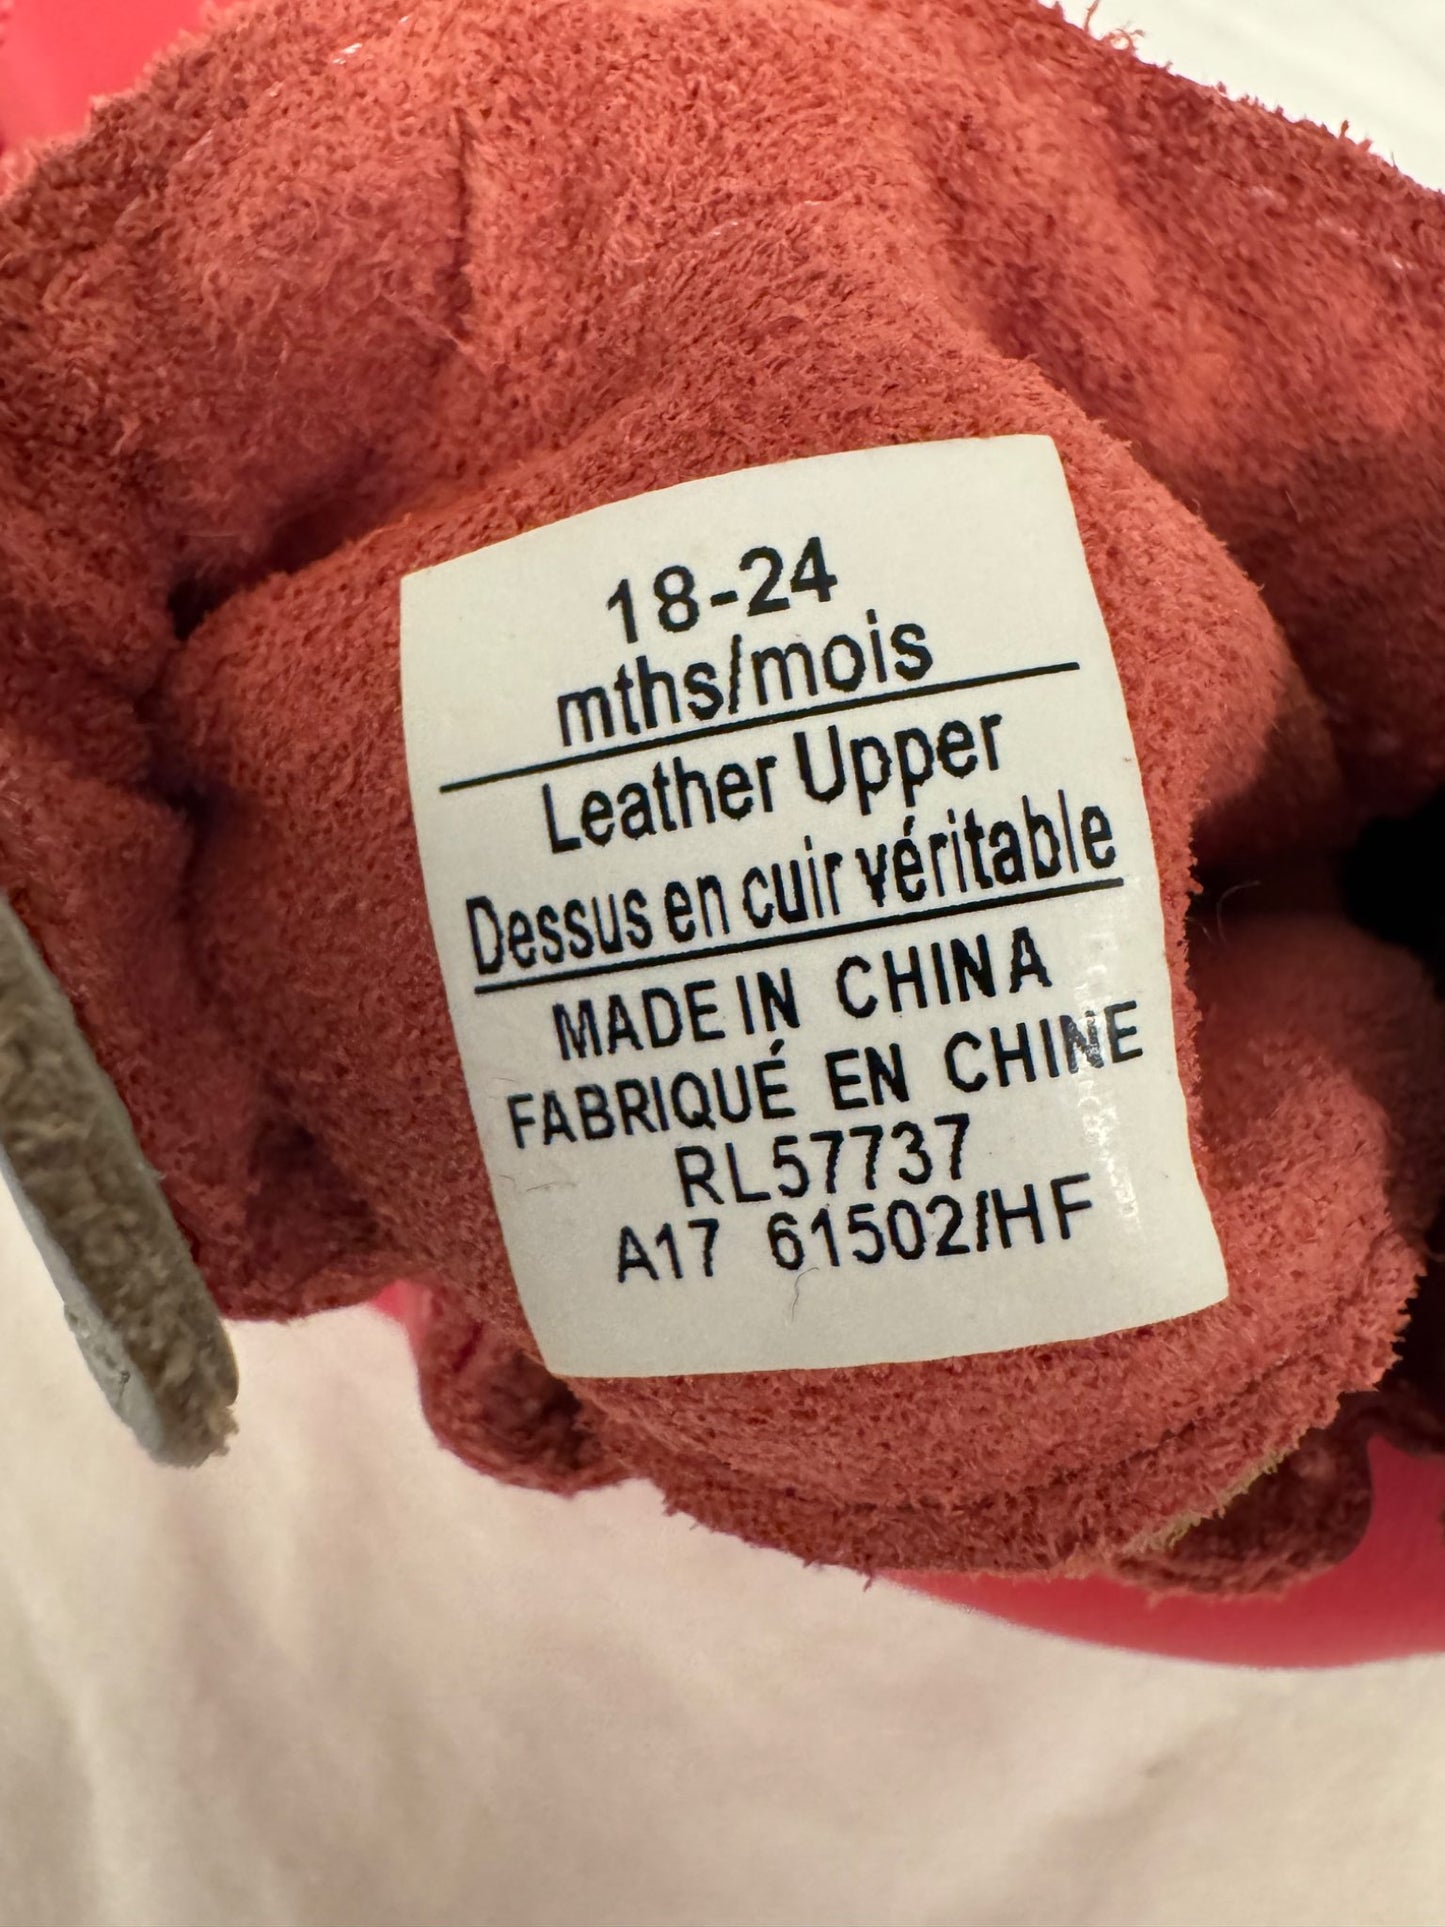 18-24
mths/mois
Leather Upper
Dessus en cuir véritable
MADE IN CHINA
FABRIQUÉ EN CHINE
RL57737
A17 61502/HF